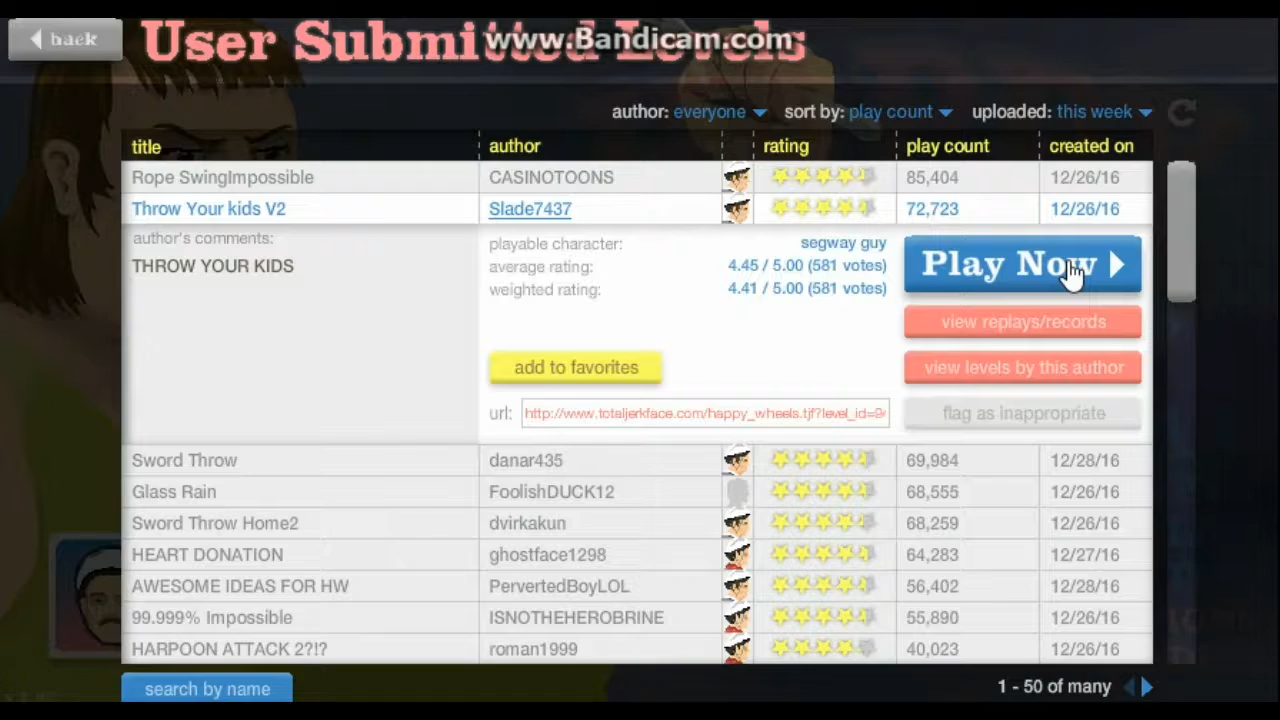 back
User Submitted Levels
www.Bandicam.com
author: everyone sort by: play count uploaded: this week
title author rating play count created on
Rope SwingImpossible CASINOTOONS 85,404 12/26/16
Throw Your kids V2 Slade7437 72,723 12/26/16
author's comments:
THROW YOUR KIDS
playable character: segway guy
average rating: 4.45 / 5.00 (581 votes)
weighted rating: 4.41 / 5.00 (581 votes)
Play Now
view replays/records
add to favorites
view levels by this author
url: http://www.totaljerkface.com/happy_wheels.tjf?level_id=9
flag as inappropriate
Sword Throw danar435 69,984 12/28/16
Glass Rain FoolishDUCK12 68,555 12/26/16
Sword Throw Home2 dvirkakun 68,259 12/26/16
HEART DONATION ghostface1298 64,283 12/27/16
AWESOME IDEAS FOR HW PervertedBoyLOL 56,402 12/28/16
99.999% Impossible ISNOTHEHEROBRINE 55,890 12/26/16
HARPOON ATTACK 2?!? roman1999 40,023 12/26/16
search by name
1 - 50 of many